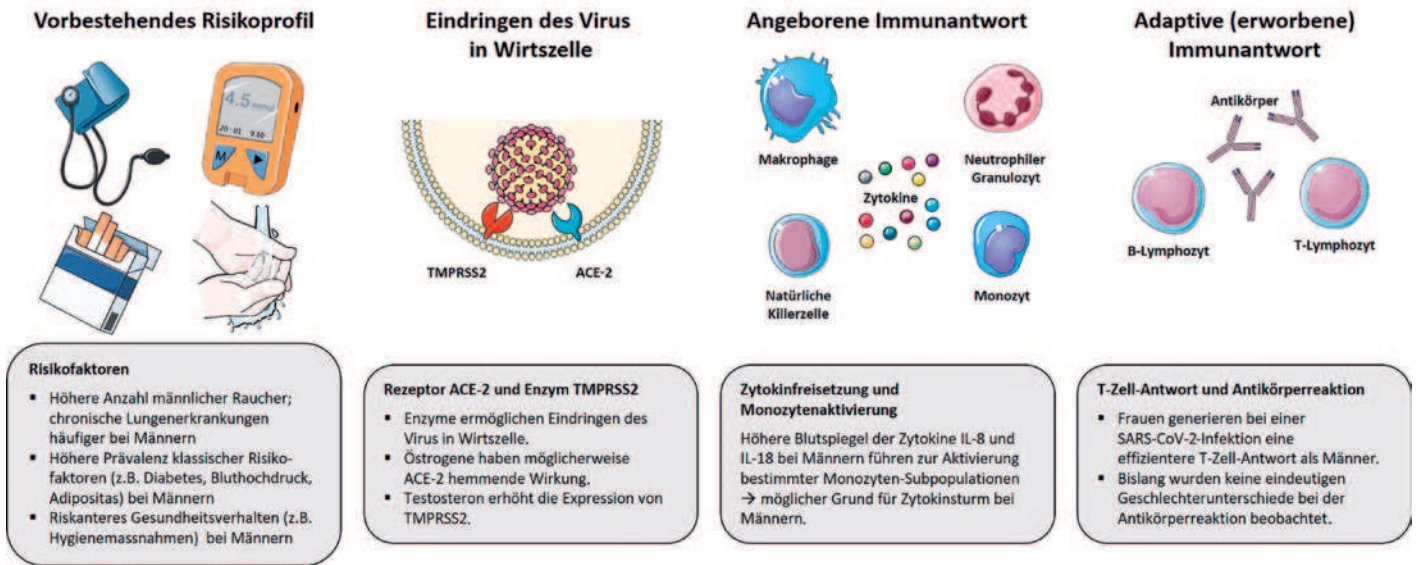 Vorbestehendes Risikoprofil
4.5 mmol
20-01 9.30
M
Risikofaktoren
▪ Höhere Anzahl männlicher Raucher;
chronische Lungenerkrankungen
häufiger bei Männern
▪ Höhere Prävalenz klassischer Risiko-
faktoren (z.B. Diabetes, Bluthochdruck,
Adipositas) bei Männern
▪ Riskanteres Gesundheitsverhalten (z.B.
Hygienemassnahmen) bei Männern
Eindringen des Virus
in Wirtszelle
TMPRSS2
ACE-2
Rezeptor ACE-2 und Enzym TMPRSS2
▪ Enzyme ermöglichen Eindringen des
Virus in Wirtszelle.
▪ Östrogene haben möglicherweise
ACE-2 hemmende Wirkung.
▪ Testosteron erhöht die Expression von
TMPRSS2.
Angeborene Immunantwort
Makrophage
Neutrophiler
Granulozyt
Zytokine
Natürliche
Killerzelle
Monozyt
Zytokinfreisetzung und
Monozytenaktivierung
Höhere Blutspiegel der Zytokine IL-8 und
IL-18 bei Männern führen zur Aktivierung
bestimmter Monozyten-Subpopulationen
→ möglicher Grund für Zytokinsturm bei
Männern.
Adaptive (erworbene)
Immunantwort
Antikörper
B-Lymphozyt
T-Lymphozyt
T-Zell-Antwort und Antikörperreaktion
▪ Frauen generieren bei einer
SARS-CoV-2-Infektion eine
effizientere T-Zell-Antwort als Männer.
▪ Bislang wurden keine eindeutigen
Geschlechterunterschiede bei der
Antikörperreaktion beobachtet.